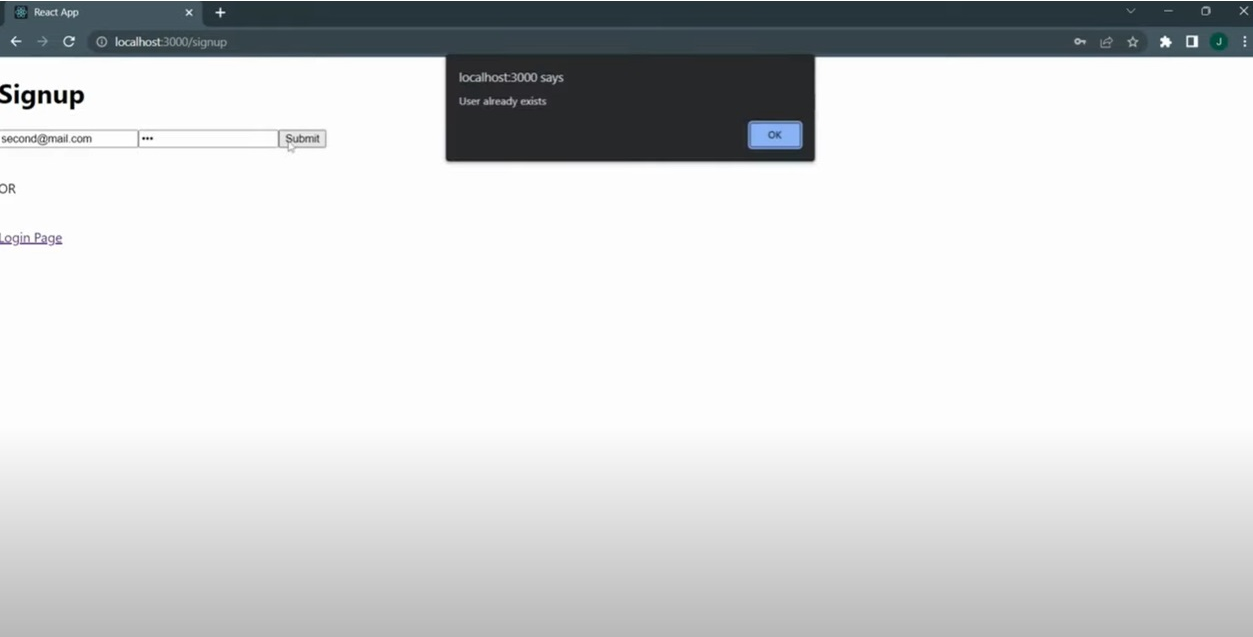 React App
localhost:3000/signup
J
localhost:3000 says
User already exists
OK
Signup
second@mail.com
•••
Submit
OR
Login Page